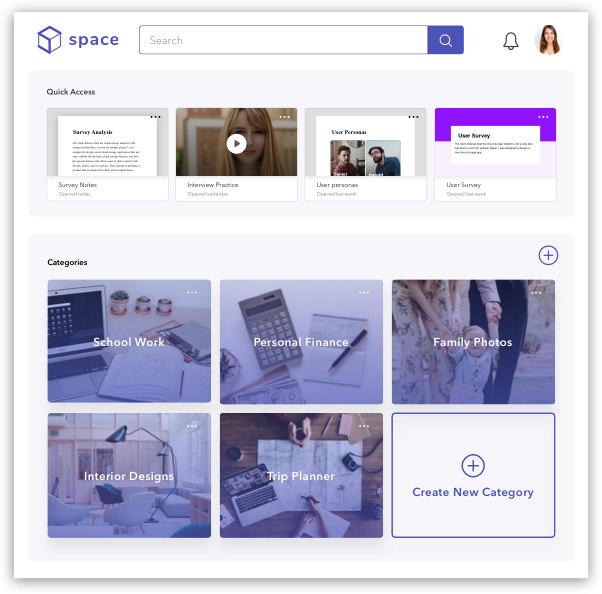 space
Search
Quick Access
Survey Analysis
User Personas
User Survey
Survey Notes
Opened today
Interview Practice
Opened yesterday
User personas
Opened last week
User Survey
Opened last week
Categories
School Work
Personal Finance
Family Photos
Interior Designs
Trip Planner
Create New Category